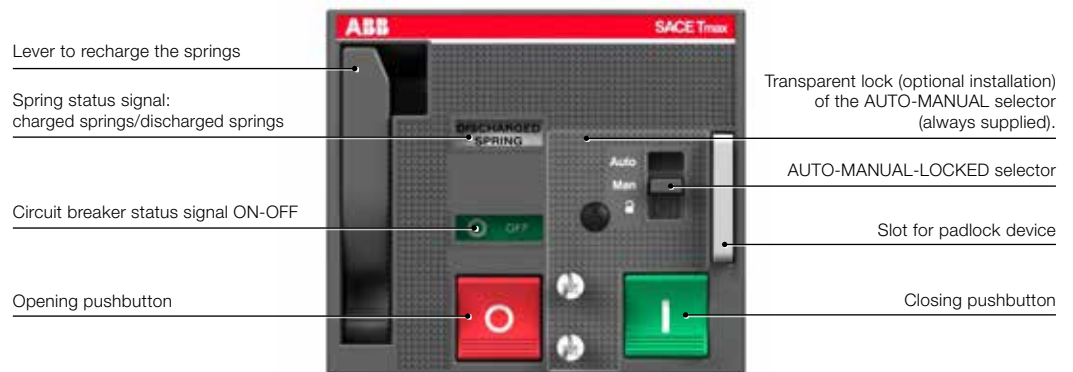 ABB SACE Tmax
Lever to recharge the springs
Spring status signal:
charged springs/discharged springs
Circuit breaker status signal ON-OFF
Opening pushbutton
DISCHARGED
SPRING
Auto
Man
O OFF
O
I
Transparent lock (optional installation)
of the AUTO-MANUAL selector
(always supplied).
AUTO-MANUAL-LOCKED selector
Slot for padlock device
Closing pushbutton